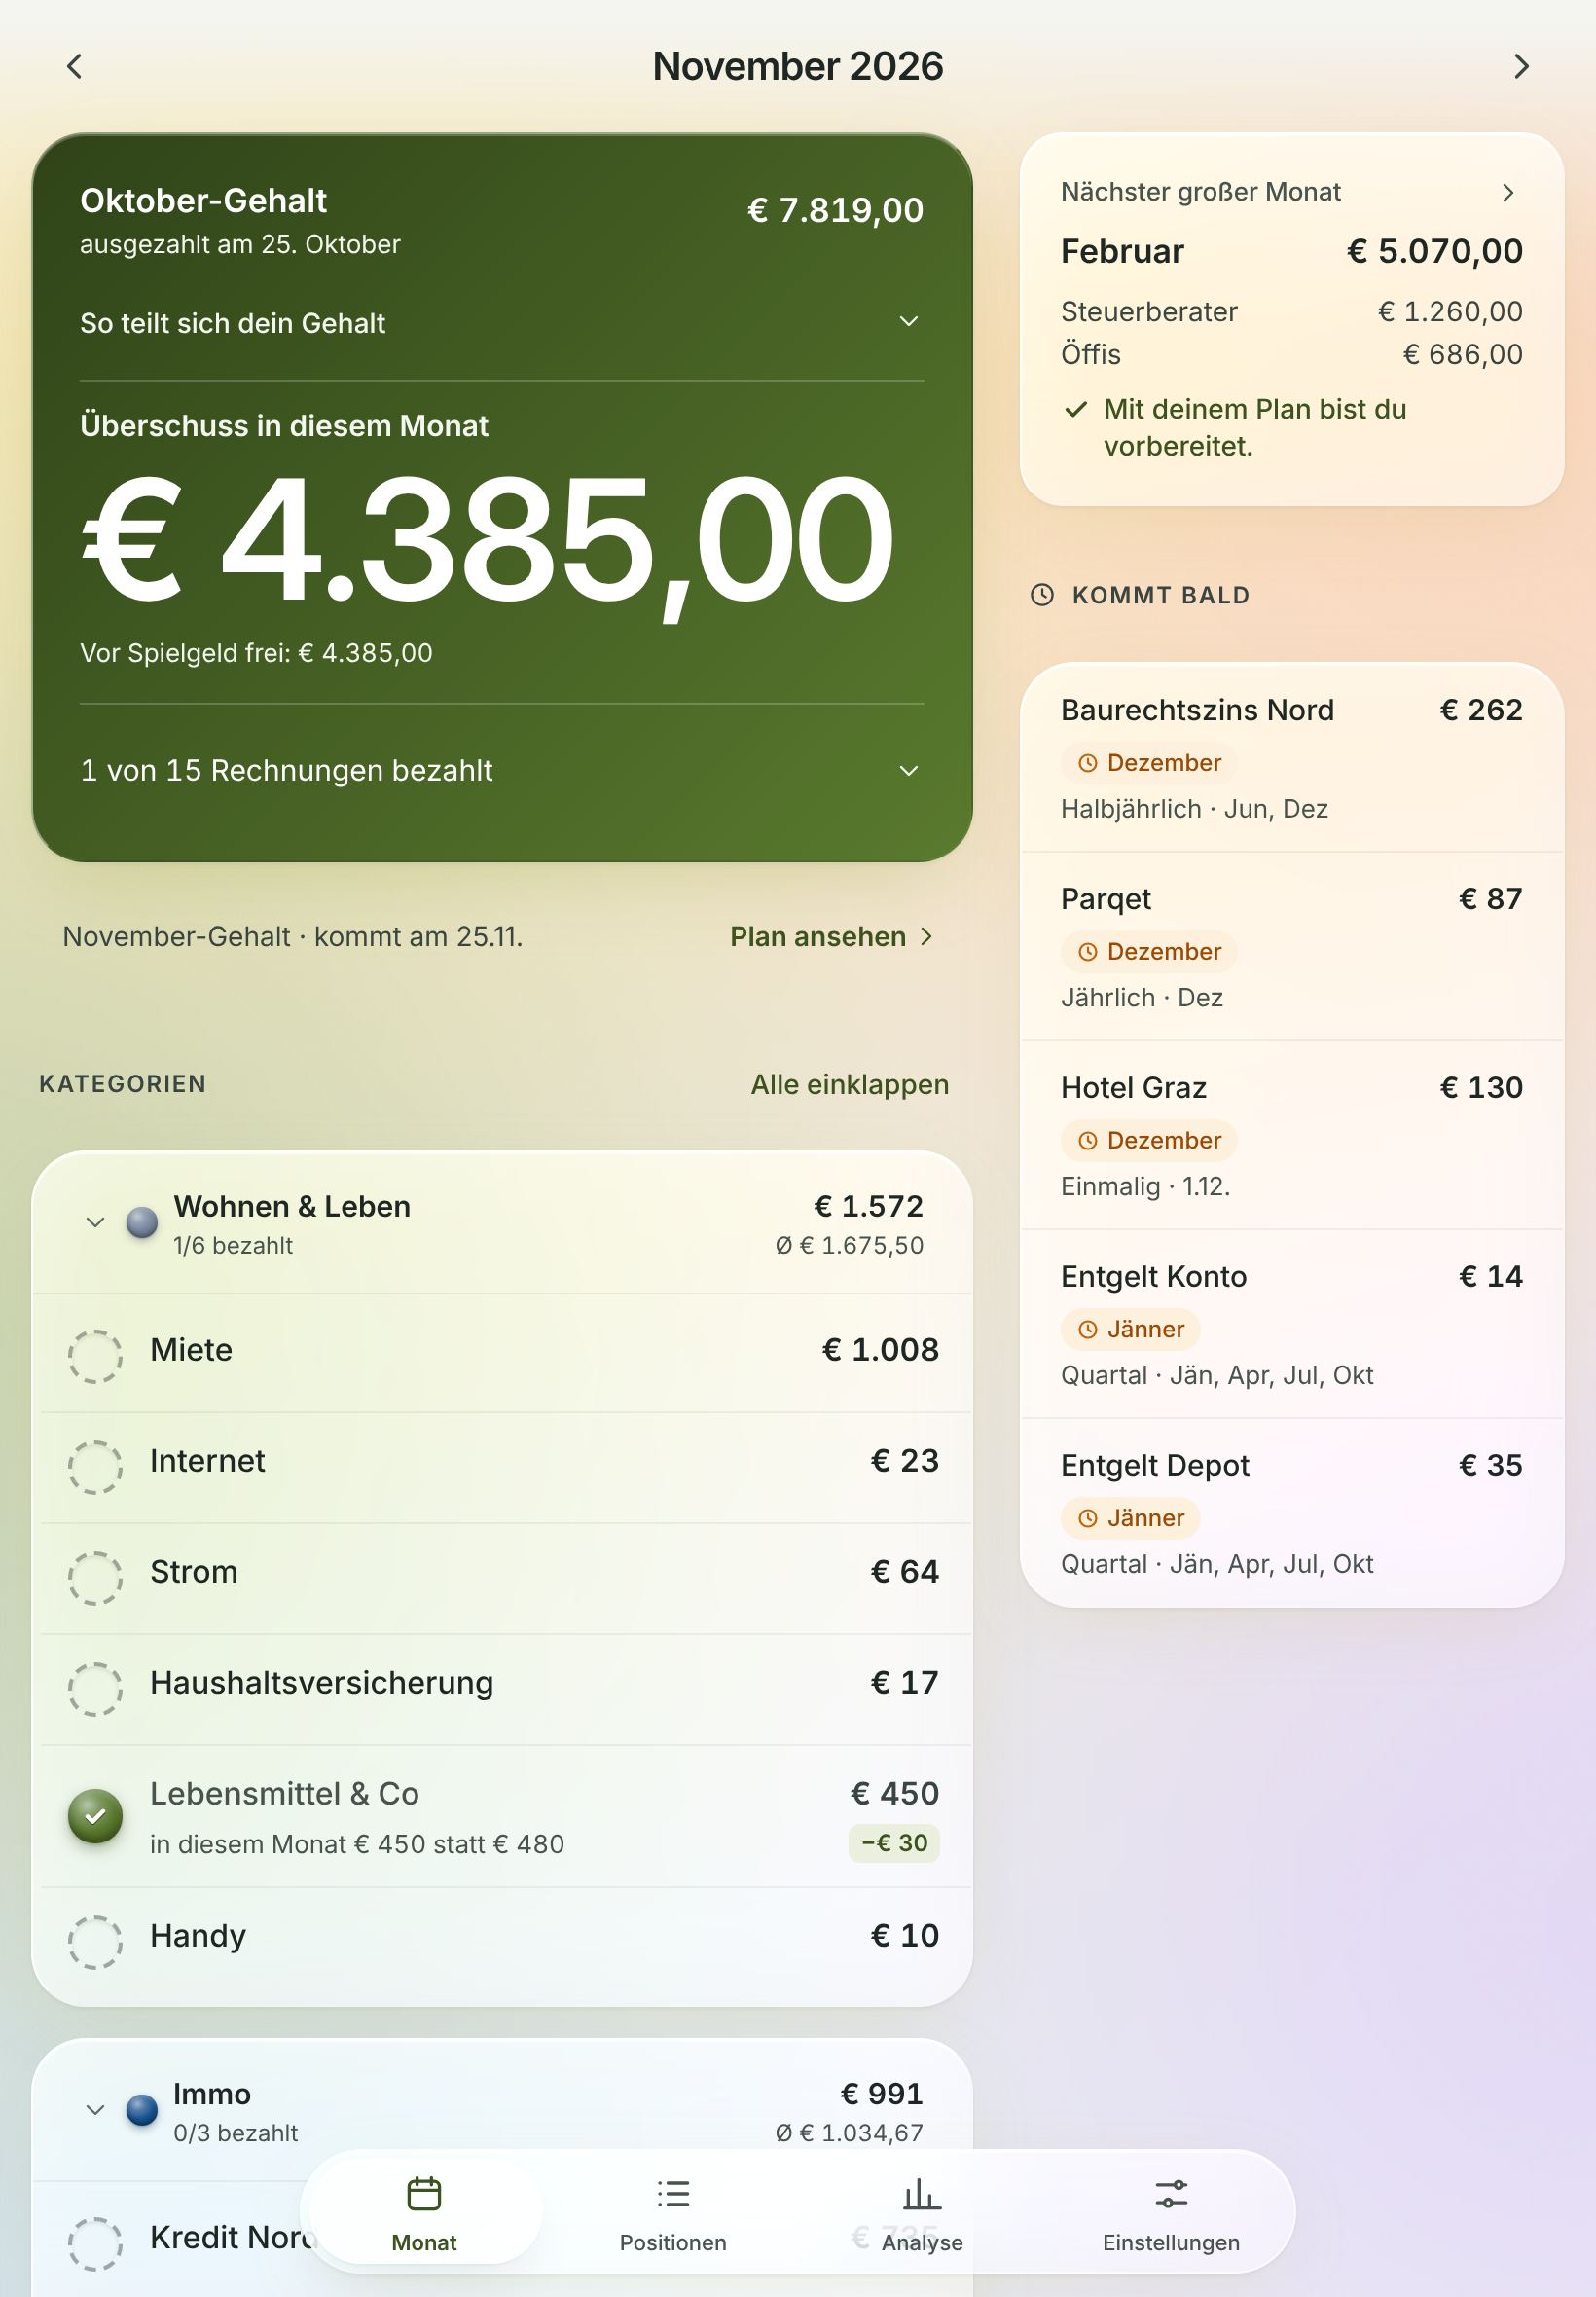 November 2026
Oktober-Gehalt
€ 7.819,00
ausgezahlt am 25. Oktober
So teilt sich dein Gehalt
Überschuss in diesem Monat
€ 4.385,00
Vor Spielgeld frei: € 4.385,00
1 von 15 Rechnungen bezahlt
November-Gehalt · kommt am 25.11.
Plan ansehen
KATEGORIEN
Alle einklappen
Wohnen & Leben
€ 1.572
1/6 bezahlt
Ø € 1.675,50
Miete
€ 1.008
Internet
€ 23
Strom
€ 64
Haushaltsversicherung
€ 17
Lebensmittel & Co
€ 450
in diesem Monat € 450 statt € 480
−€ 30
Handy
€ 10
Immo
€ 991
0/3 bezahlt
Ø € 1.034,67
Kredit Nord
€ 735
Nächster großer Monat
Februar
€ 5.070,00
Steuerberater
€ 1.260,00
Öffis
€ 686,00
Mit deinem Plan bist du
vorbereitet.
KOMMT BALD
Baurechtszins Nord
€ 262
Dezember
Halbjährlich · Jun, Dez
Parqet
€ 87
Dezember
Jährlich · Dez
Hotel Graz
€ 130
Dezember
Einmalig · 1.12.
Entgelt Konto
€ 14
Jänner
Quartal · Jän, Apr, Jul, Okt
Entgelt Depot
€ 35
Jänner
Quartal · Jän, Apr, Jul, Okt
Monat
Positionen
Analyse
Einstellungen